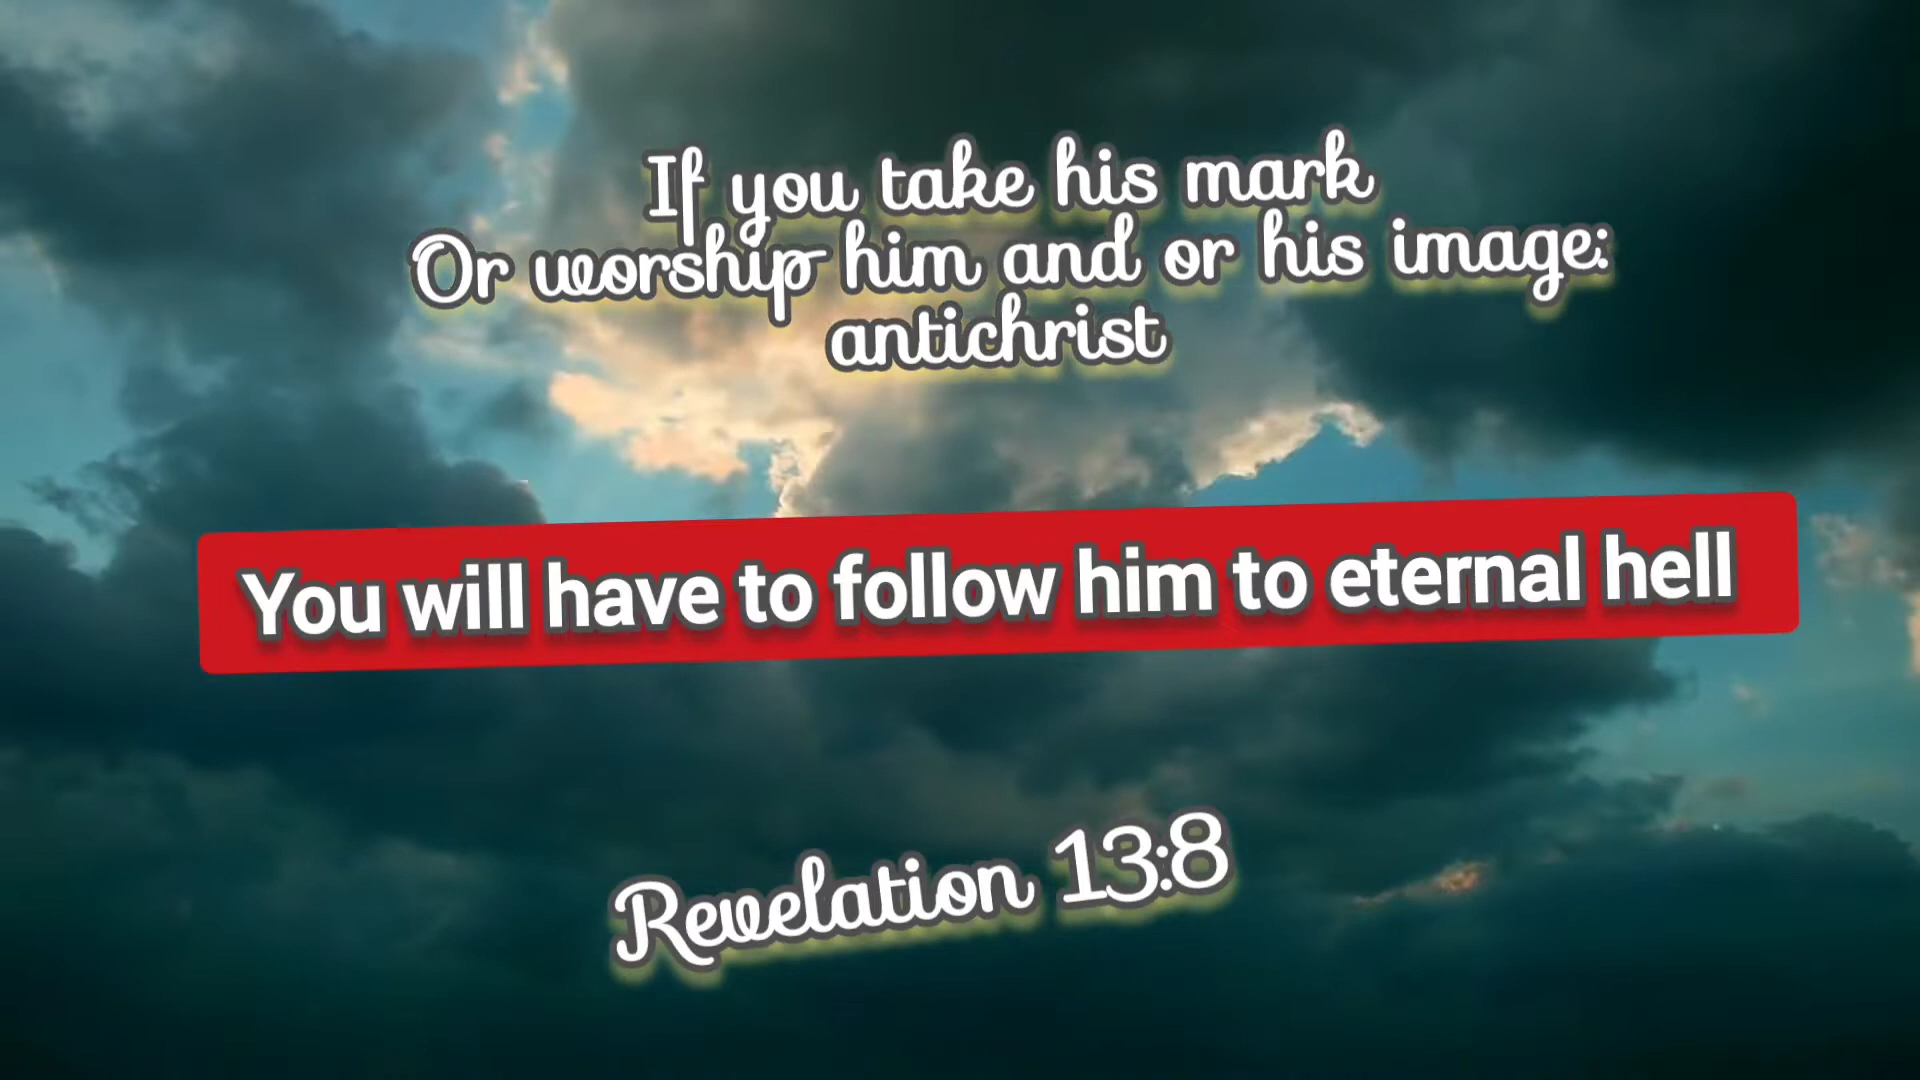 If you take his mark
Or worship him and or his image:
antichrist
You will have to follow him to eternal hell
Revelation 13:8